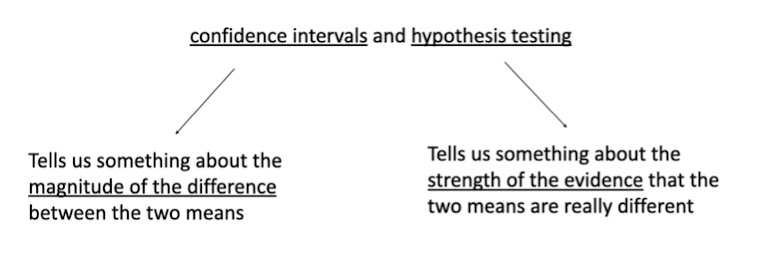 confidence intervals and hypothesis testing
Tells us something about the
magnitude of the difference
between the two means
Tells us something about the
strength of the evidence that the
two means are really different